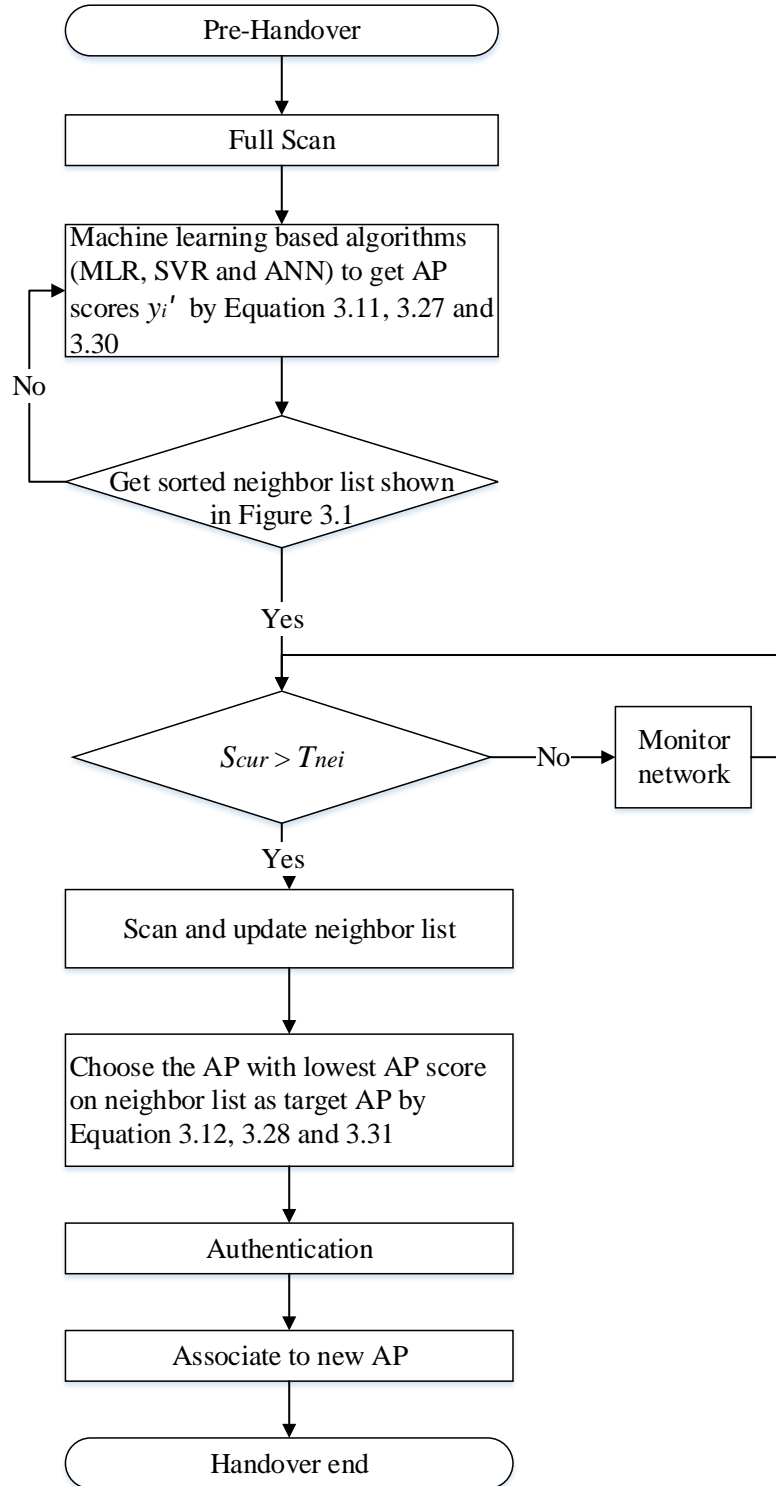 Pre-Handover
Full Scan
Machine learning based algorithms
(MLR, SVR and ANN) to get AP
scores yi′ by Equation 3.11, 3.27 and
3.30
No
Get sorted neighbor list shown
in Figure 3.1
Yes
Scur > Tnei
No
Monitor
network
Yes
Scan and update neighbor list
Choose the AP with lowest AP score
on neighbor list as target AP by
Equation 3.12, 3.28 and 3.31
Authentication
Associate to new AP
Handover end